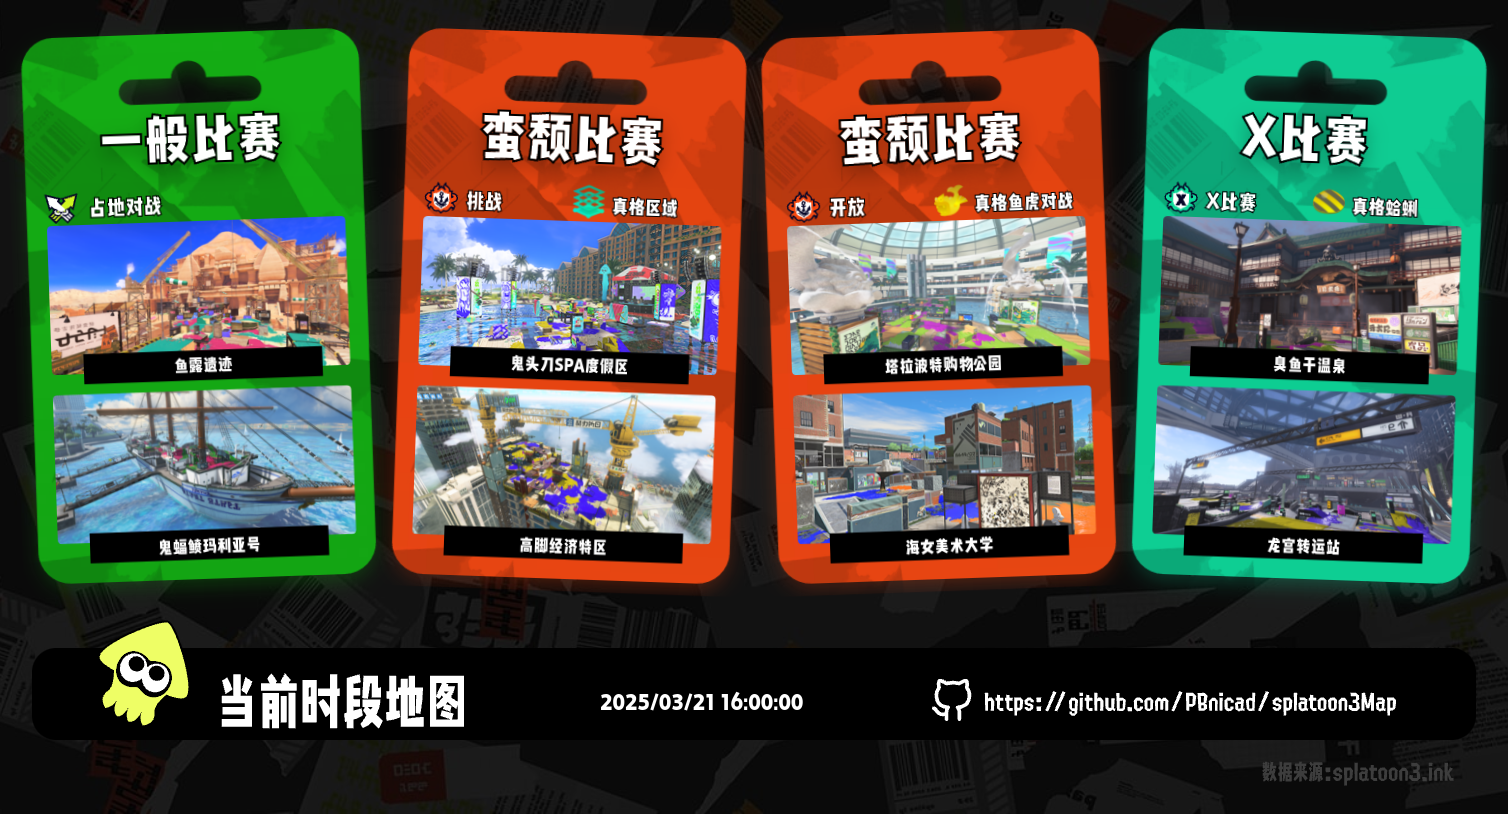 一般比赛
占地对战
鱼露遗迹
鬼蝠鲼玛利亚号
蛮颓比赛
挑战
真格区域
鬼头刀SPA度假区
高脚经济特区
蛮颓比赛
开放
真格鱼虎对战
塔拉波特购物公园
海女美术大学
X比赛
X比赛
真格蛤蜊
臭鱼干温泉
龙宫转运站
当前时段地图
2025/03/21 16:00:00
https://github.com/PBnicad/splatoon3Map
数据来源:splatoon3.ink